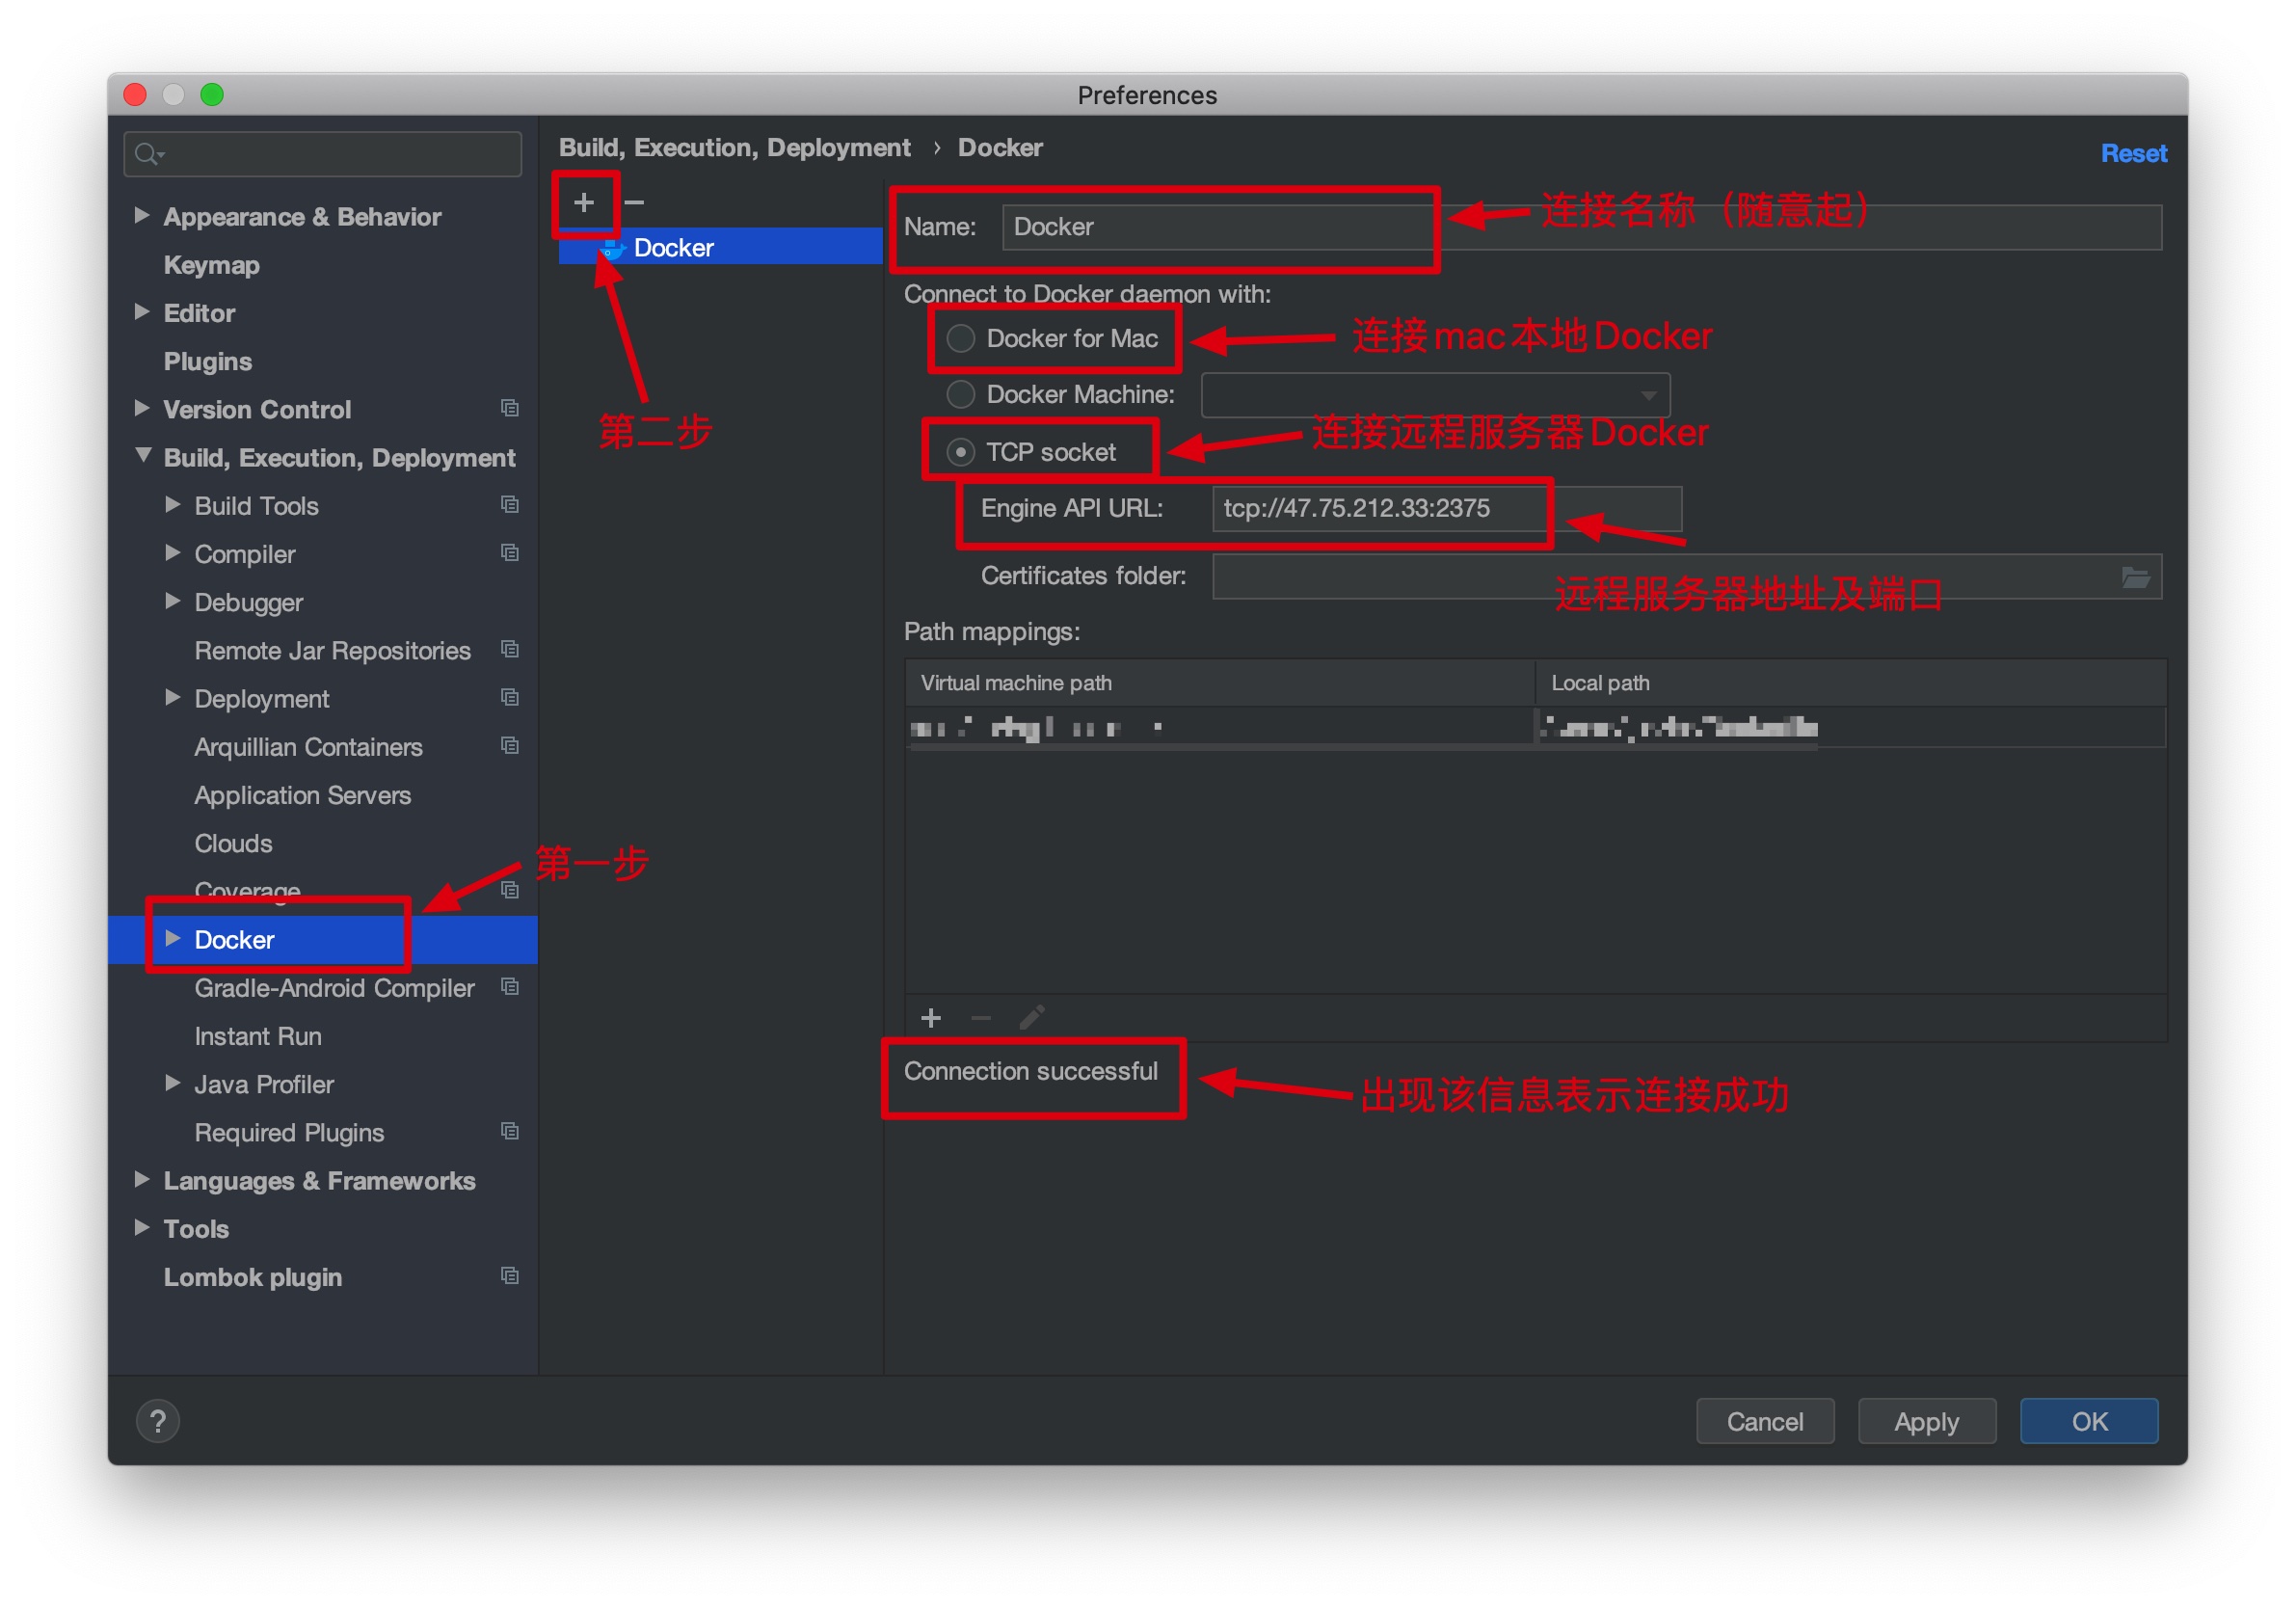 Preferences
Appearance & Behavior
Keymap
Editor
Plugins
Version Control
Build, Execution, Deployment
Build Tools
Compiler
Debugger
Remote Jar Repositories
Deployment
Arquillian Containers
Application Servers
Clouds
Coverage
第一步
Docker
Gradle-Android Compiler
Instant Run
Java Profiler
Required Plugins
Languages & Frameworks
Tools
Lombok plugin
Build, Execution, Deployment › Docker
Reset
Docker
第二步
Name: Docker
连接名称（随意起）
Connect to Docker daemon with:
Docker for Mac
连接mac本地Docker
Docker Machine:
TCP socket
连接远程服务器Docker
Engine API URL: tcp://47.75.212.33:2375
Certificates folder:
远程服务器地址及端口
Path mappings:
Virtual machine path Local path
Connection successful
出现该信息表示连接成功
?
Cancel Apply OK